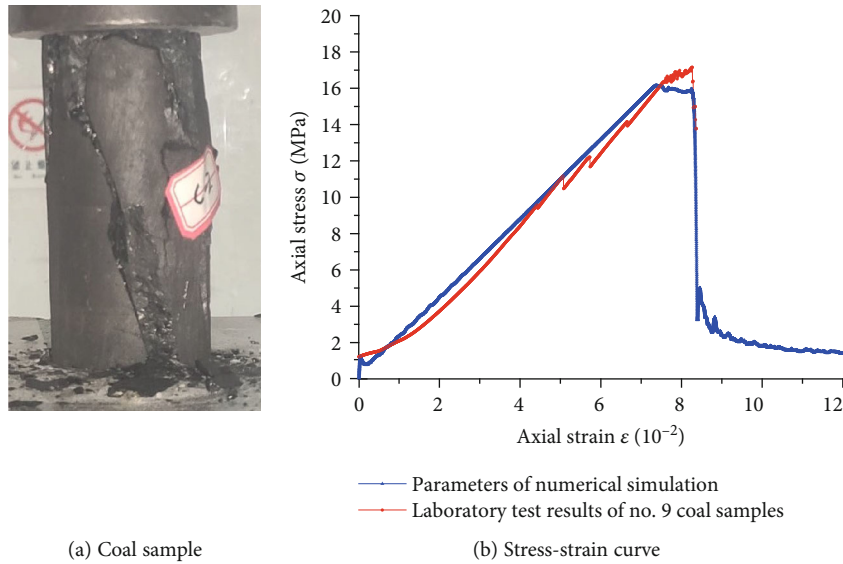 20
18
16
14
12
10
8
6
4
2
0
Axial stress σ (MPa)
0 2 4 6 8 10 12
Axial strain ε (10⁻²)
Parameters of numerical simulation
Laboratory test results of no. 9 coal samples
(a) Coal sample
(b) Stress-strain curve